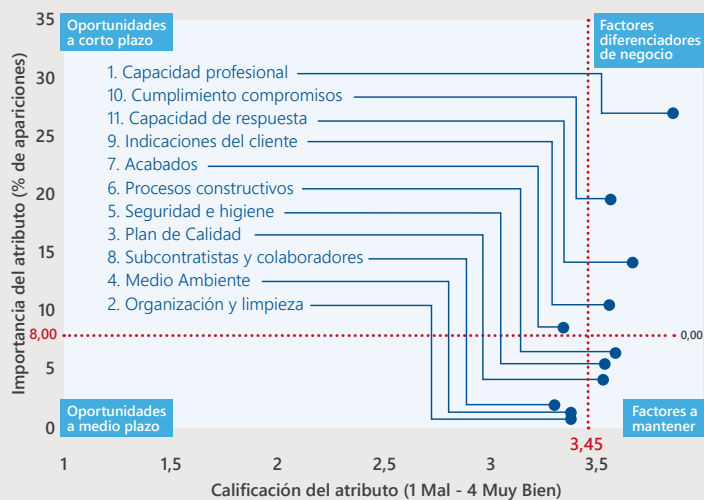 35
30
25
20
15
10
8,00
5
0
Importancia del atributo (% de apariciones)
Oportunidades
a corto plazo
Factores
diferenciadores
de negocio
1. Capacidad profesional
10. Cumplimiento compromisos
11. Capacidad de respuesta
9. Indicaciones del cliente
7. Acabados
6. Procesos constructivos
5. Seguridad e higiene
3. Plan de Calidad
8. Subcontratistas y colaboradores
4. Medio Ambiente
2. Organización y limpieza
0,00
Oportunidades
a medio plazo
Factores a
mantener
3,45
1 1,5 2 2,5 3 3,5
Calificación del atributo (1 Mal - 4 Muy Bien)